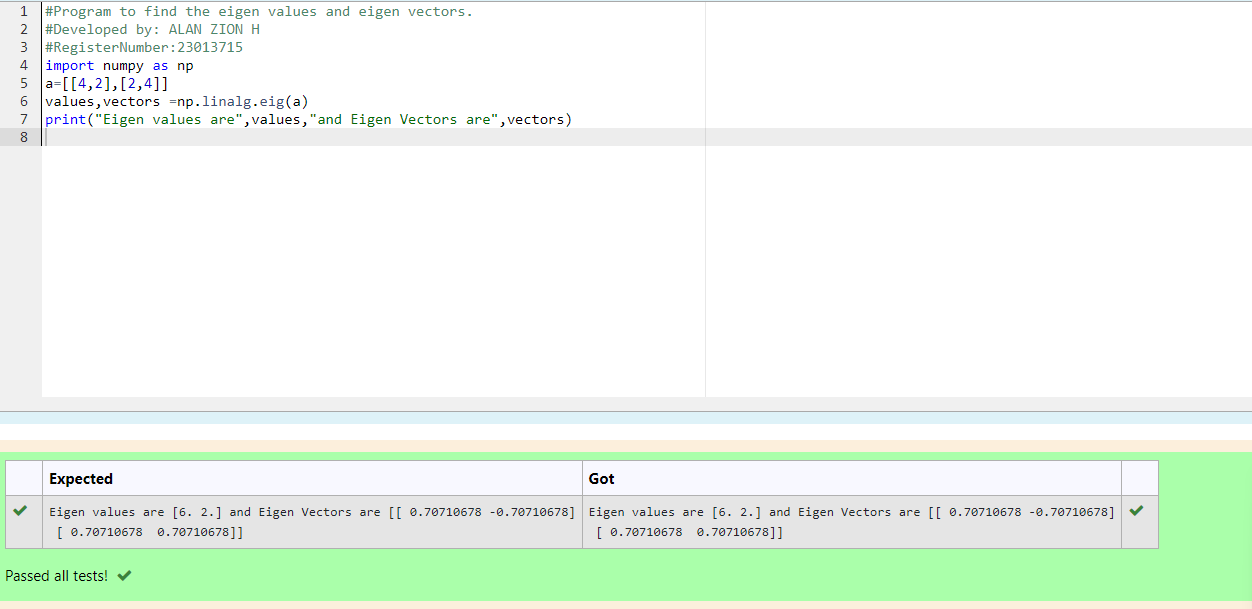 1 #Program to find the eigen values and eigen vectors.
2 #Developed by: ALAN ZION H
3 #RegisterNumber:23013715
4 import numpy as np
5 a=[[4,2],[2,4]]
6 values,vectors =np.linalg.eig(a)
7 print("Eigen values are",values,"and Eigen Vectors are",vectors)
8
Expected Got
Eigen values are [6. 2.] and Eigen Vectors are [[ 0.70710678 -0.70710678] Eigen values are [6. 2.] and Eigen Vectors are [[ 0.70710678 -0.70710678]
[ 0.70710678  0.70710678]] [ 0.70710678  0.70710678]]
Passed all tests!